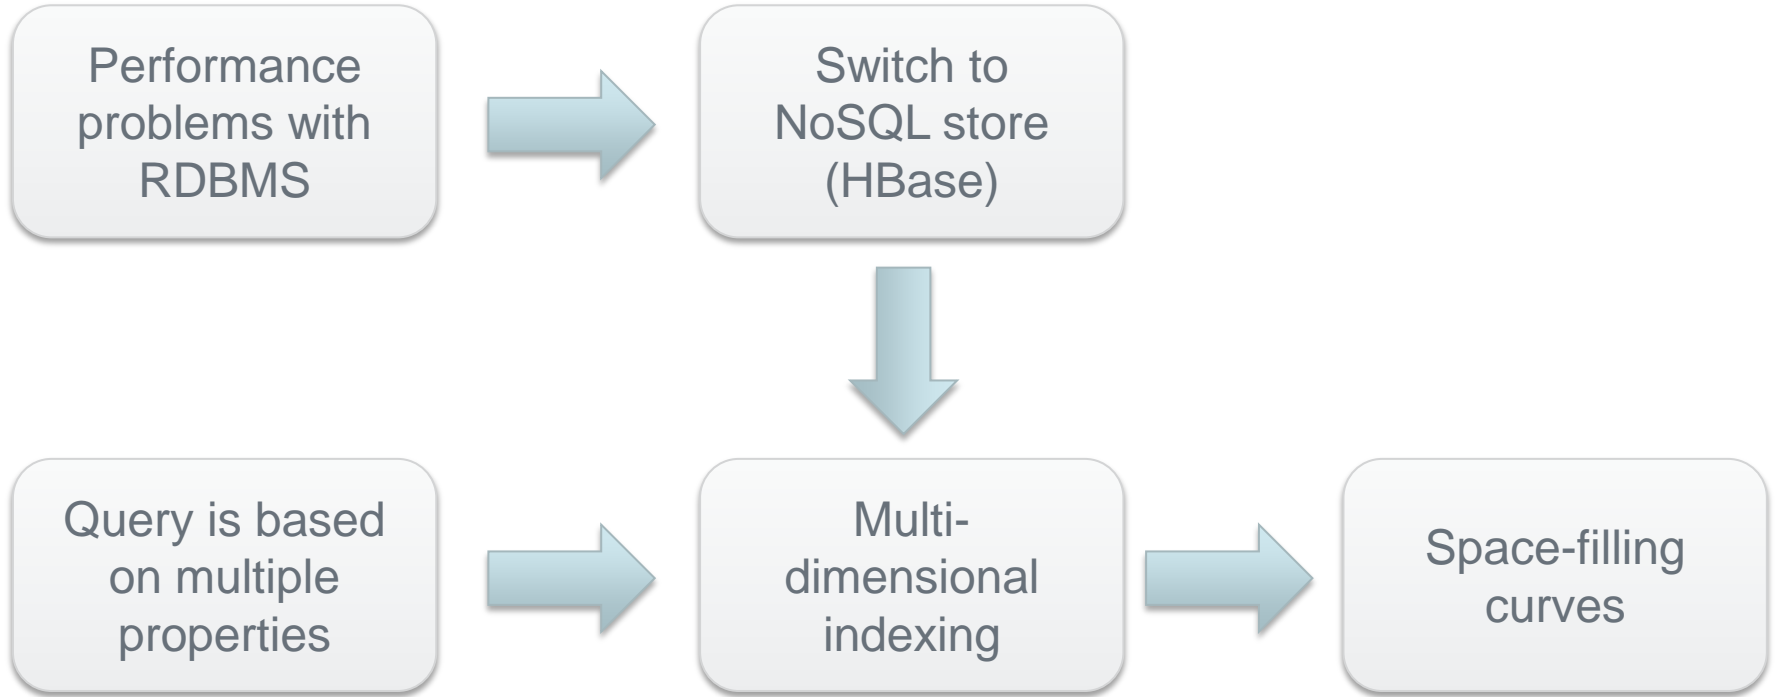 Performance
problems with
RDBMS
Switch to
NoSQL store
(HBase)
Query is based
on multiple
properties
Multi-
dimensional
indexing
Space-filling
curves